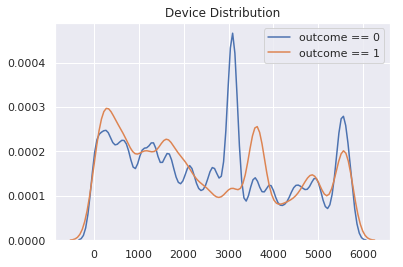 Device Distribution
outcome == 0
outcome == 1
0.0004
0.0003
0.0002
0.0001
0.0000
0 1000 2000 3000 4000 5000 6000